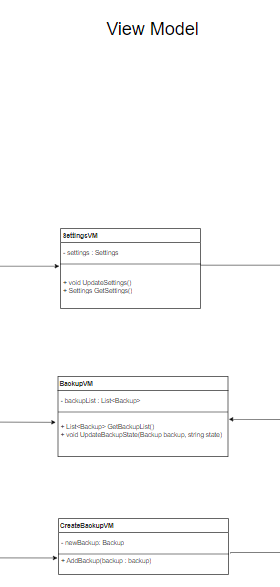 View Model
SettingsVM
- settings : Settings
+ void UpdateSettings()
+ Settings GetSettings()
BackupVM
- backupList : List<Backup>
+ List<Backup> GetBackupList()
+ void UpdateBackupState(Backup backup, string state)
CreateBackupVM
- newBackup: Backup
+ AddBackup(backup : backup)